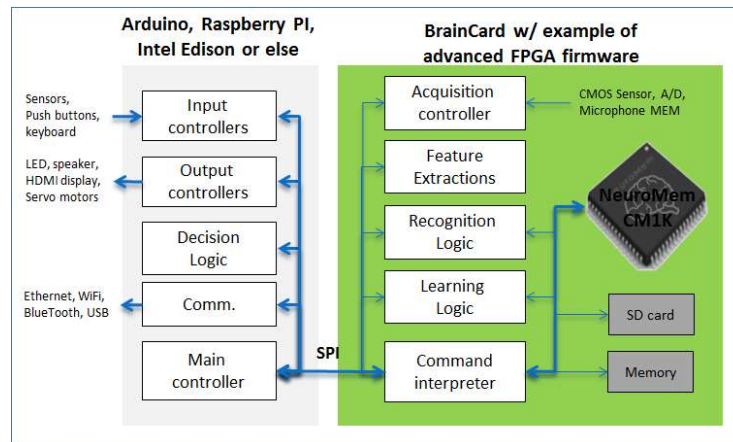 Arduino, Raspberry PI,
Intel Edison or else
BrainCard w/ example of
advanced FPGA firmware
Sensors,
Push buttons,
keyboard
Input
controllers
LED, speaker,
HDMI display,
Servo motors
Output
controllers
Decision
Logic
Ethernet, WiFi,
BlueTooth, USB
Comm.
Main
controller
SPI
Acquisition
controller
CMOS Sensor, A/D,
Microphone MEM
Feature
Extractions
Recognition
Logic
Learning
Logic
Command
interpreter
NeuroMem
CM1K
SD card
Memory